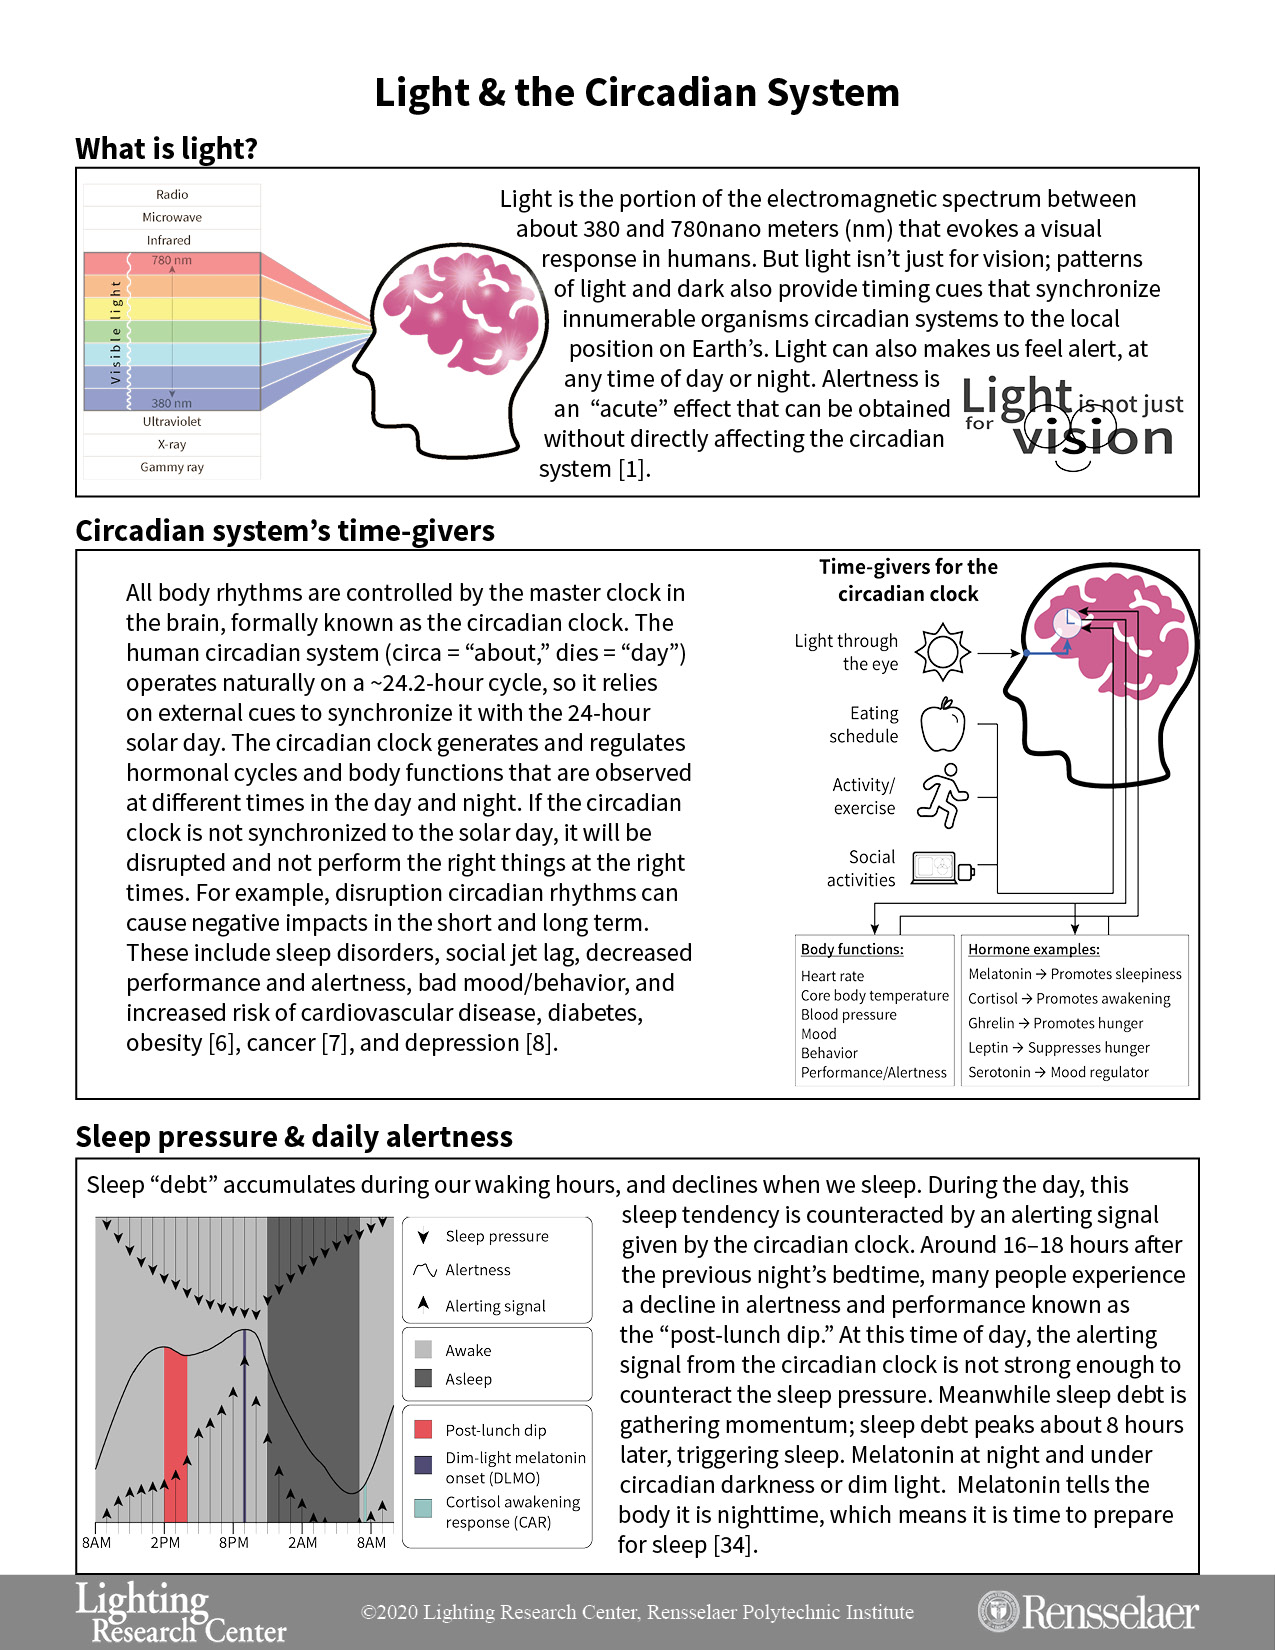 Light & the Circadian System
What is light?
Radio
Microwave
Infrared
780 nm
Visible light
380 nm
Ultraviolet
X-ray
Gammy ray
Light is the portion of the electromagnetic spectrum between
about 380 and 780nano meters (nm) that evokes a visual
response in humans. But light isn’t just for vision; patterns
of light and dark also provide timing cues that synchronize
innumerable organisms circadian systems to the local
position on Earth’s. Light can also makes us feel alert, at
any time of day or night. Alertness is
an “acute” effect that can be obtained
without directly affecting the circadian
system [1].
Light is not just
for vision
Circadian system’s time-givers
All body rhythms are controlled by the master clock in
the brain, formally known as the circadian clock. The
human circadian system (circa = “about,” dies = “day”)
operates naturally on a ~24.2-hour cycle, so it relies
on external cues to synchronize it with the 24-hour
solar day. The circadian clock generates and regulates
hormonal cycles and body functions that are observed
at different times in the day and night. If the circadian
clock is not synchronized to the solar day, it will be
disrupted and not perform the right things at the right
times. For example, disruption circadian rhythms can
cause negative impacts in the short and long term.
These include sleep disorders, social jet lag, decreased
performance and alertness, bad mood/behavior, and
increased risk of cardiovascular disease, diabetes,
obesity [6], cancer [7], and depression [8].
Time-givers for the
circadian clock
Light through
the eye
Eating
schedule
Activity/
exercise
Social
activities
Body functions:
Heart rate
Core body temperature
Blood pressure
Mood
Behavior
Performance/Alertness
Hormone examples:
Melatonin → Promotes sleepiness
Cortisol → Promotes awakening
Ghrelin → Promotes hunger
Leptin → Suppresses hunger
Serotonin → Mood regulator
Sleep pressure & daily alertness
Sleep “debt” accumulates during our waking hours, and declines when we sleep. During the day, this
sleep tendency is counteracted by an alerting signal
given by the circadian clock. Around 16–18 hours after
the previous night’s bedtime, many people experience
a decline in alertness and performance known as
the “post-lunch dip.” At this time of day, the alerting
signal from the circadian clock is not strong enough to
counteract the sleep pressure. Meanwhile sleep debt is
gathering momentum; sleep debt peaks about 8 hours
later, triggering sleep. Melatonin at night and under
circadian darkness or dim light. Melatonin tells the
body it is nighttime, which means it is time to prepare
for sleep [34].
Sleep pressure
Alertness
Alerting signal
Awake
Asleep
Post-lunch dip
Dim-light melatonin
onset (DLMO)
Cortisol awakening
response (CAR)
8AM 2PM 8PM 2AM 8AM
Lighting
Research Center
©2020 Lighting Research Center, Rensselaer Polytechnic Institute
Rensselaer